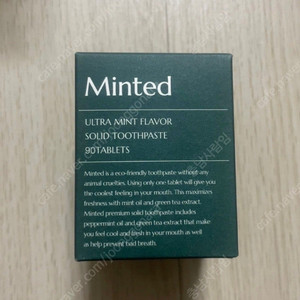 Minted
ULTRA MINT FLAVOR
SOLID TOOTHPASTE
90TABLETS
Minted is a eco-friendly toothpaste without any
animal cruelties. Using only one tablet will give you
the coolest feeling in your mouth. This maximizes
freshness with mint oil and green tea extract.
Minted premium solid toothpaste includes
peppermint oil and green tea extract that make
you feel cool and fresh in your mouth as well
as help prevent bad breath.